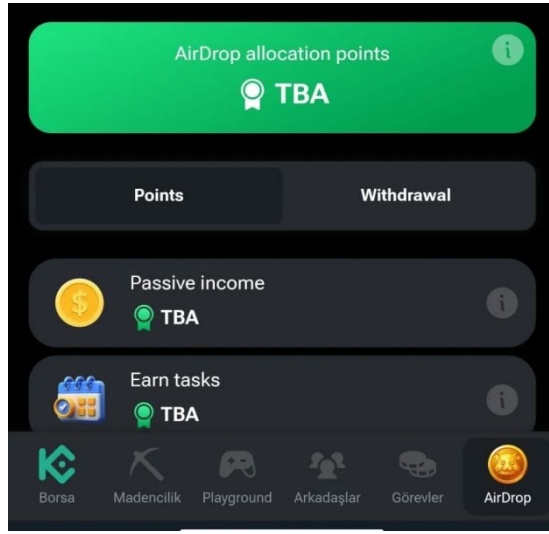 AirDrop allocation points
TBA
Points
Withdrawal
Passive income
TBA
Earn tasks
TBA
Borsa
Madencilik
Playground
Arkadaşlar
Görevler
AirDrop